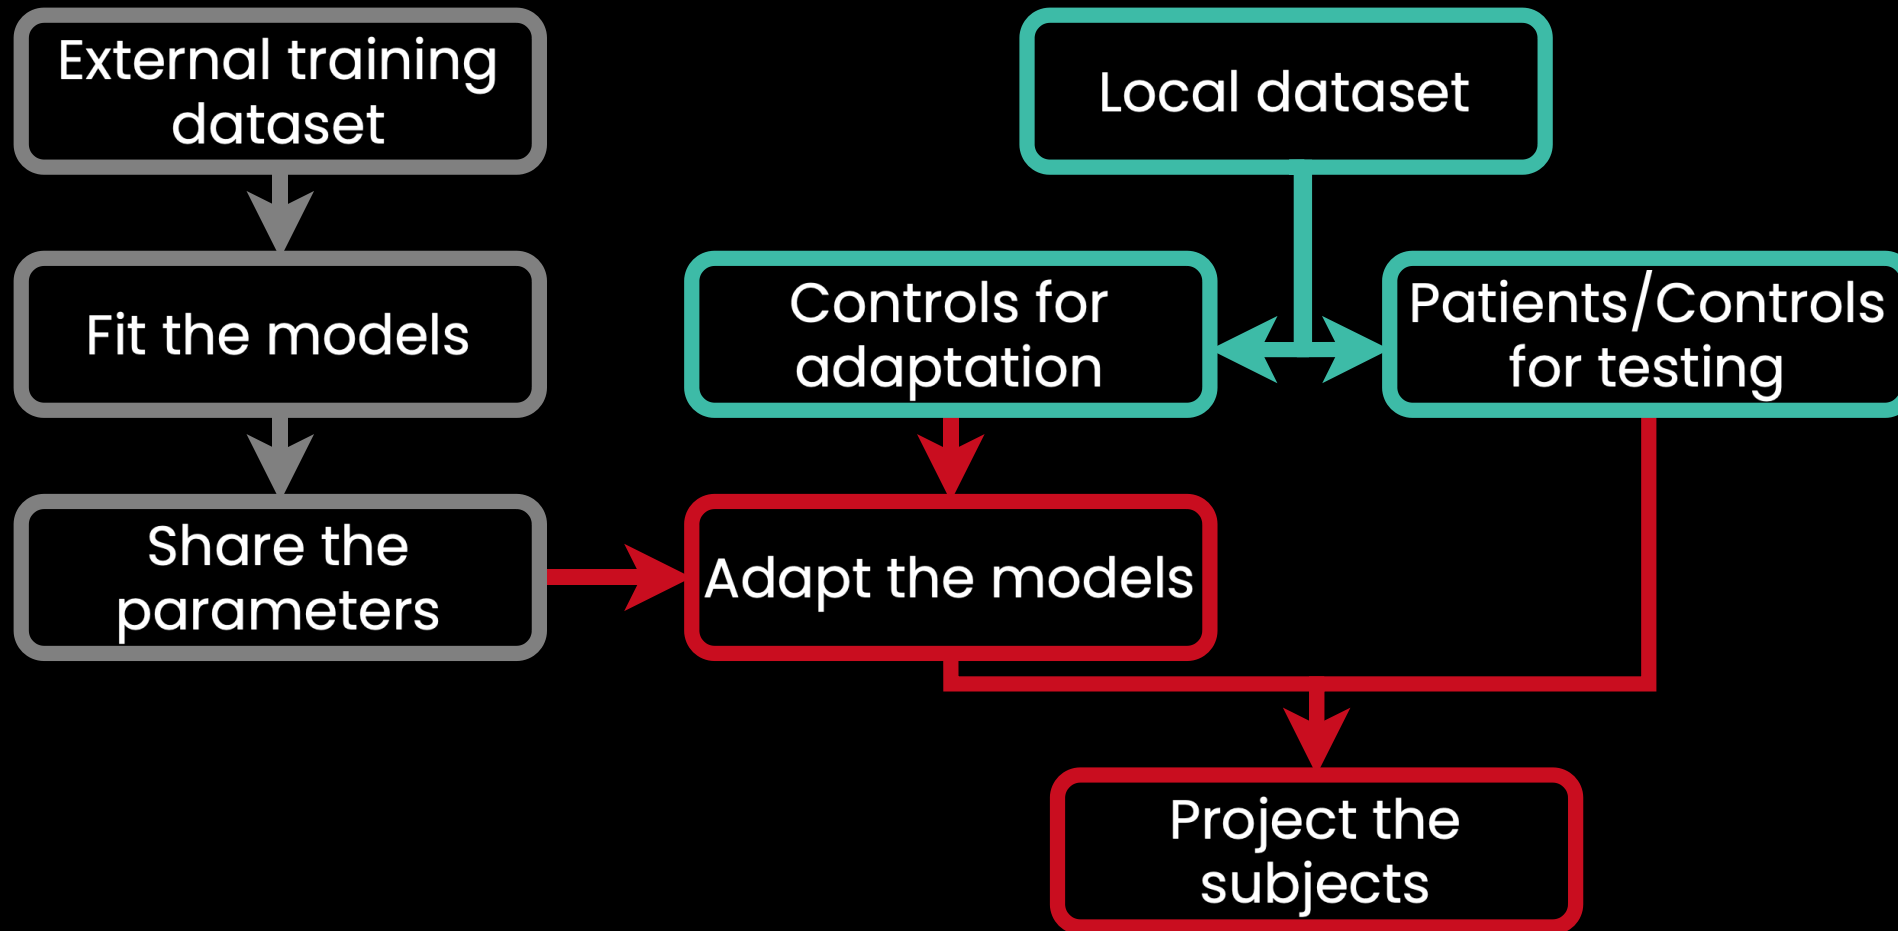 External training
dataset
Local dataset
Fit the models
Controls for
adaptation
Patients/Controls
for testing
Share the
parameters
Adapt the models
Project the
subjects